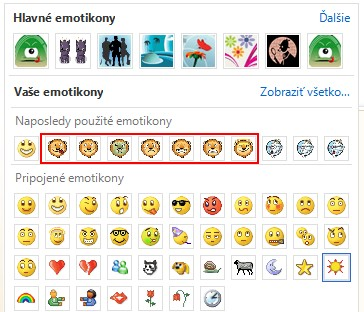 Hlavné emotikony Ďalšie
Vaše emotikony Zobraziť všetko...
Naposledy použité emotikony
Pripojené emotikony